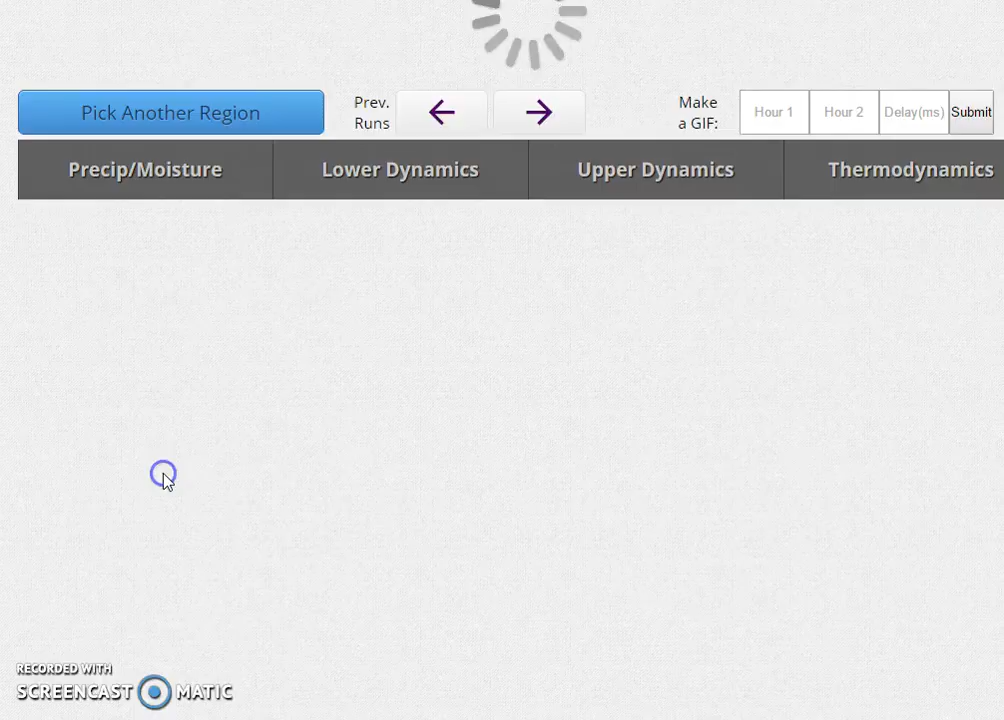 Pick Another Region
Prev.
Runs
Make
a GIF:
Hour 1
Hour 2
Delay(ms)
Submit
Precip/Moisture
Lower Dynamics
Upper Dynamics
Thermodynamics
RECORDED WITH
SCREENCAST MATIC